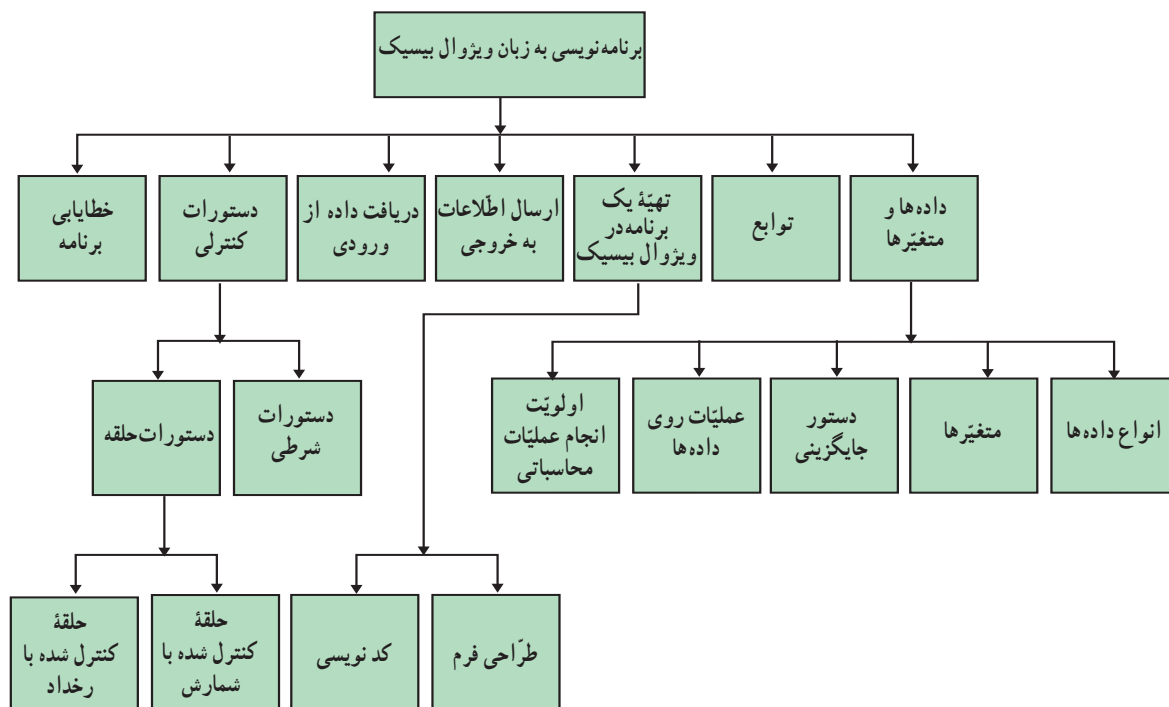 برنامه‌نویسی به زبان ویژوال بیسیک
داده‌ها و
متغیّرها
توابع
تهیّهٔ یک
برنامه‌در
ویژوال بیسیک
ارسال اطّلاعات
به خروجی
دریافت داده از
ورودی
دستورات
کنترلی
خطایابی
برنامه
انواع داده‌ها
متغیّرها
دستور
جایگزینی
عملیّات روی
داده‌ها
اولویّت
انجام عملیّات
محاسباتی
دستورات
شرطی
دستورات‌حلقه
طرّاحی فرم
کد نویسی
حلقهٔ
کنترل شده با
شمارش
حلقهٔ
کنترل شده با
رخداد